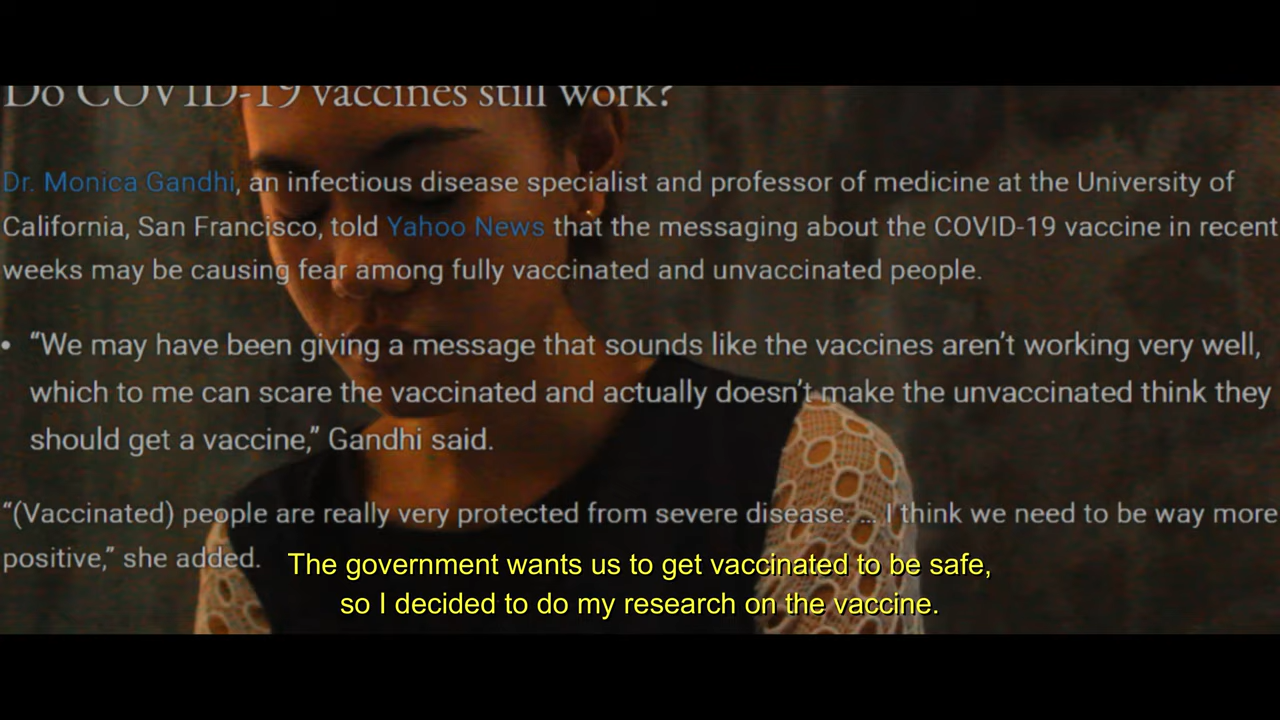 Do COVID-19 vaccines still work?
Dr. Monica Gandhi, an infectious disease specialist and professor of medicine at the University of
California, San Francisco, told Yahoo News that the messaging about the COVID-19 vaccine in recent
weeks may be causing fear among fully vaccinated and unvaccinated people.
• “We may have been giving a message that sounds like the vaccines aren’t working very well,
which to me can scare the vaccinated and actually doesn’t make the unvaccinated think they
should get a vaccine,” Gandhi said.
“(Vaccinated) people are really very protected from severe disease. … I think we need to be way more
positive,” she added.
The government wants us to get vaccinated to be safe,
so I decided to do my research on the vaccine.